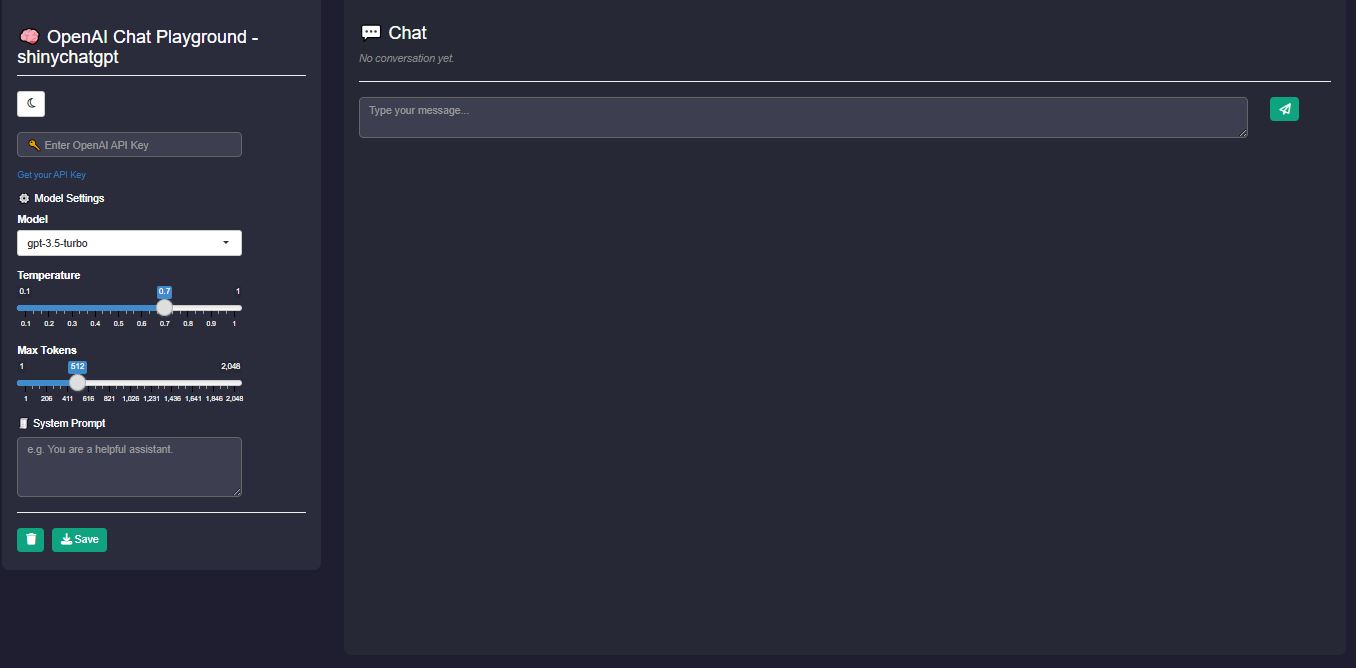 OpenAI Chat Playground -
shinychatgpt
Enter OpenAI API Key
Get your API Key
Model Settings
Model
gpt-3.5-turbo
Temperature
0.1 0.7 1
0.1 0.2 0.3 0.4 0.5 0.6 0.7 0.8 0.9 1
Max Tokens
1 512 2,048
1 206 411 616 821 1,026 1,231 1,436 1,641 1,846 2,048
System Prompt
e.g. You are a helpful assistant.
Save
Chat
No conversation yet.
Type your message...